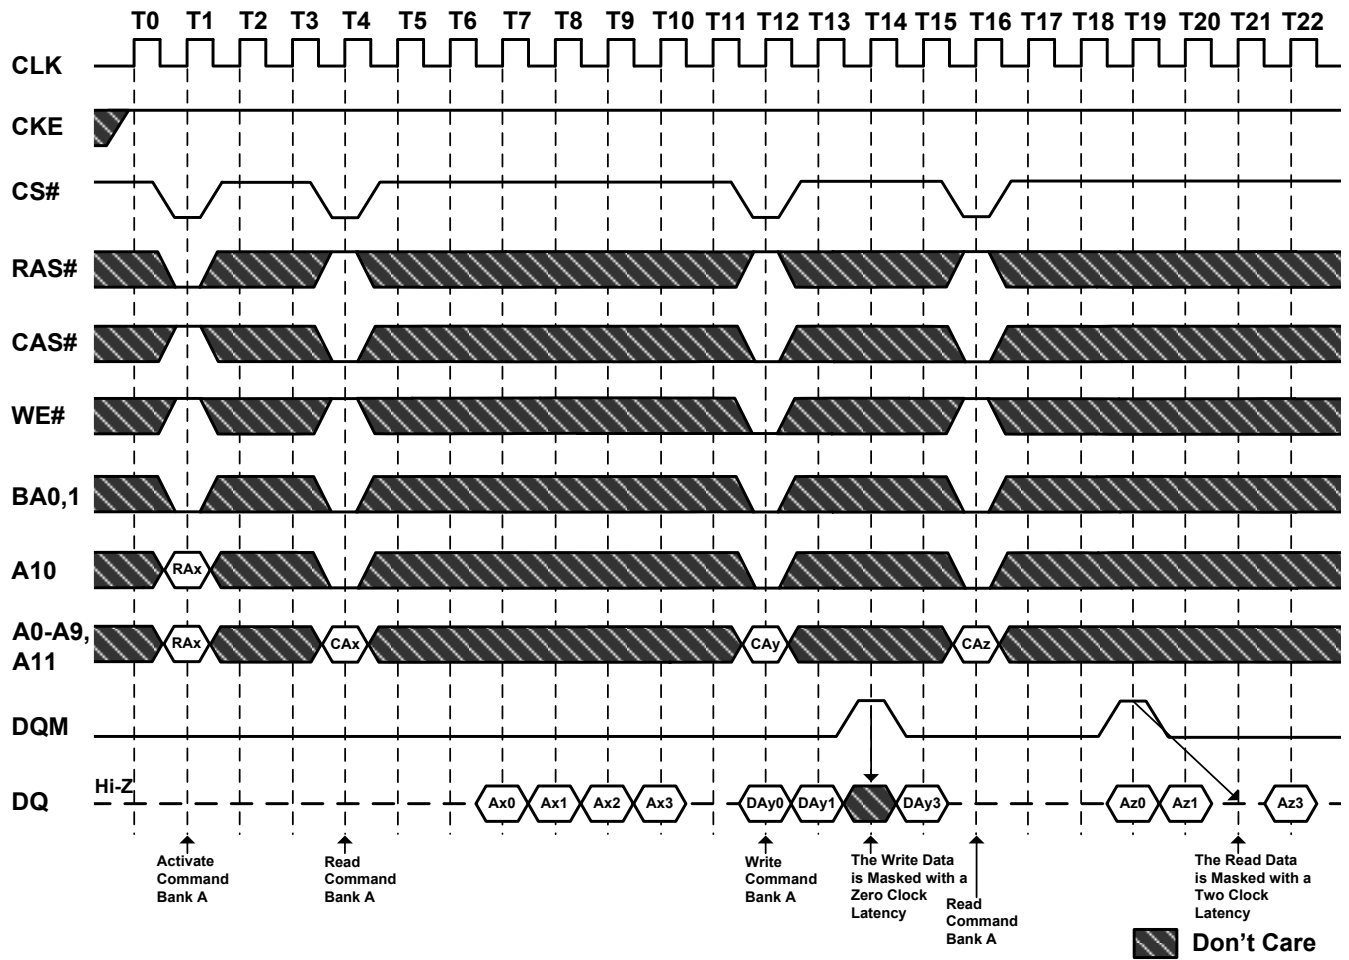 T0 T1 T2 T3 T4 T5 T6 T7 T8 T9 T10 T11 T12 T13 T14 T15 T16 T17 T18 T19 T20 T21 T22
CLK
CKE
CS#
RAS#
CAS#
WE#
BA0,1
A10
RAx
A0-A9,
A11
RAx CAx CAy CAz
DQM
Hi-Z
DQ
Ax0 Ax1 Ax2 Ax3 DAy0 DAy1 DAy3 Az0 Az1 Az3
Activate
Command
Bank A
Read
Command
Bank A
Write
Command
Bank A
The Write Data
is Masked with a
Zero Clock
Latency
Read
Command
Bank A
The Read Data
is Masked with a
Two Clock
Latency
Don't Care